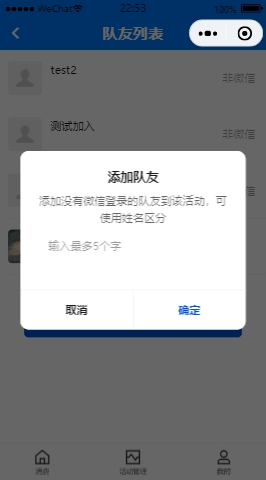 WeChat
22:53
100%
队友列表
test2
非微信
测试加入
非微信
添加队友
添加没有微信登录的队友到该活动，可
使用姓名区分
输入最多5个字
取消
确定
活动管理
我的